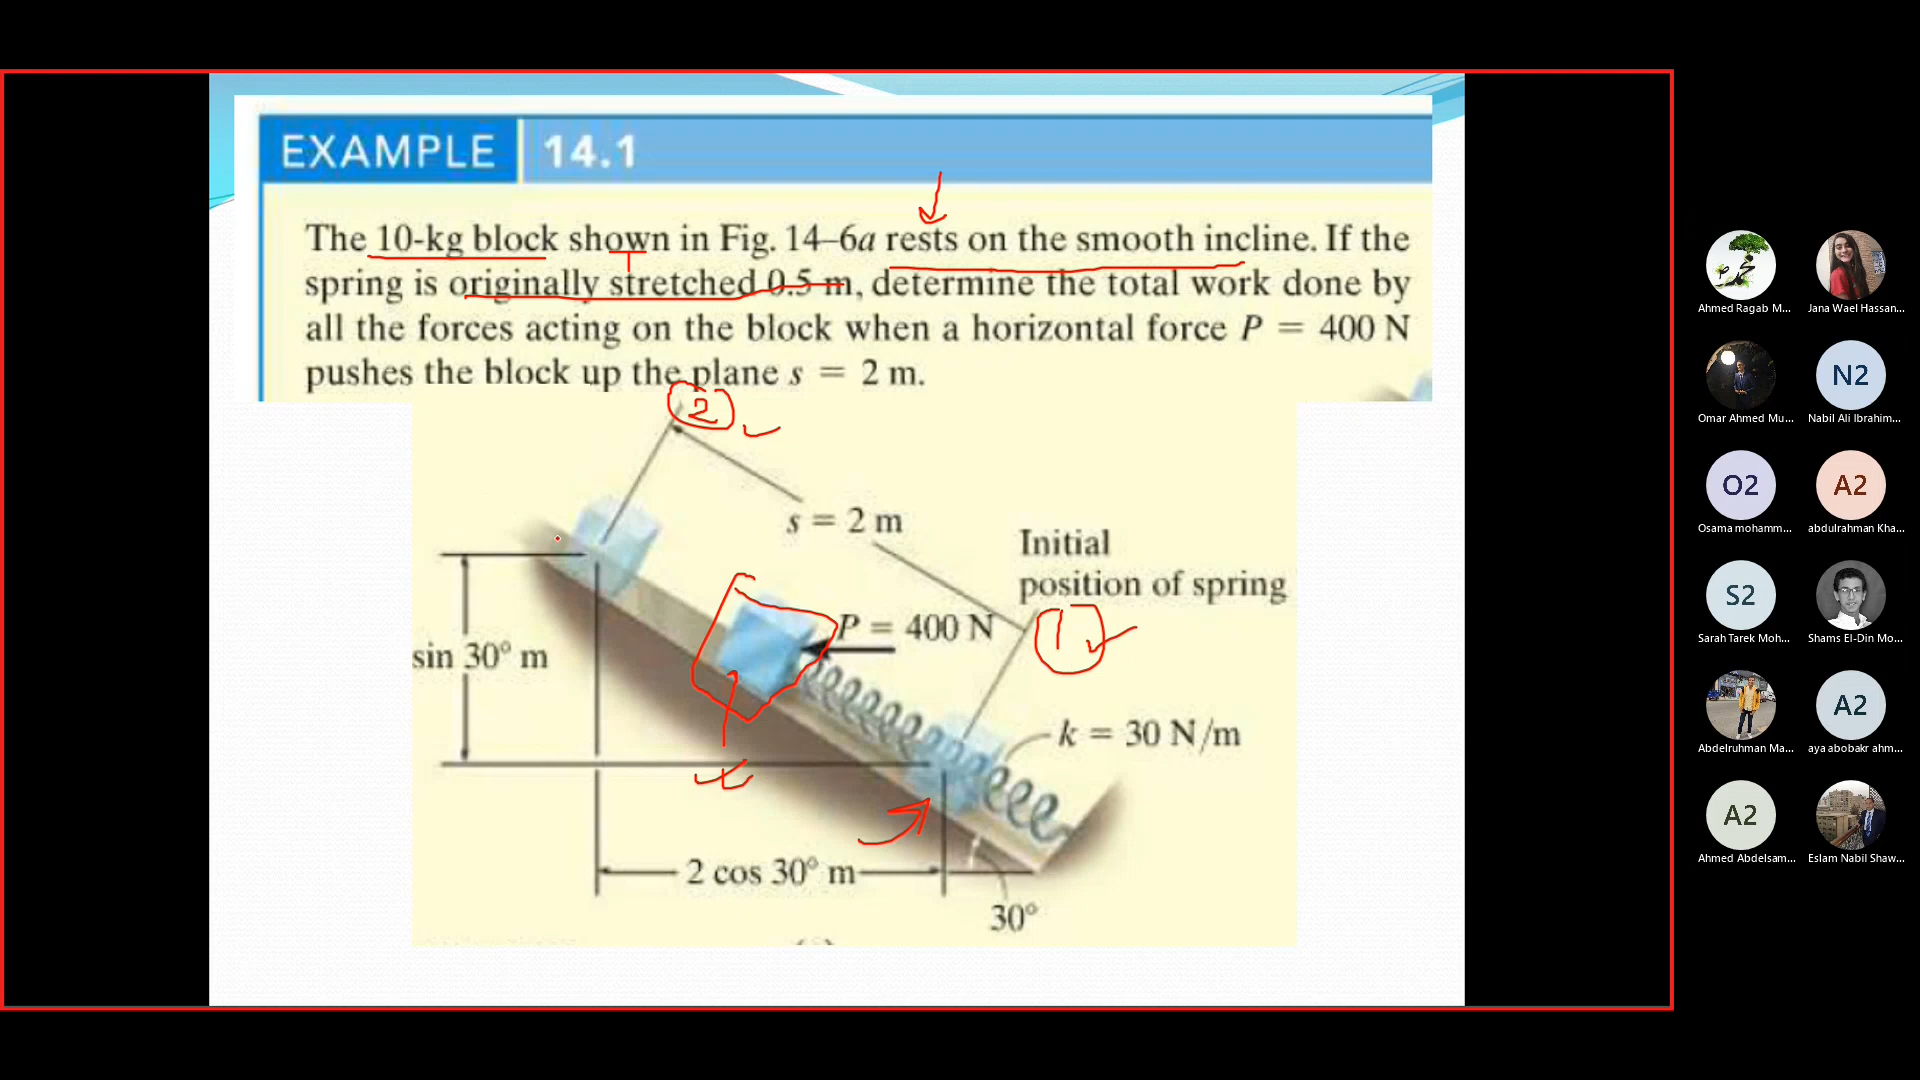 EXAMPLE 14.1
The 10-kg block shown in Fig. 14–6a rests on the smooth incline. If the
spring is originally stretched 0.5 m, determine the total work done by
all the forces acting on the block when a horizontal force P = 400 N
pushes the block up the plane s = 2 m.
2
s = 2 m
Initial
position of spring
P = 400 N
1
sin 30° m
k = 30 N/m
2 cos 30° m
30°
Ahmed Ragab M...
Jana Wael Hassan...
Omar Ahmed Mu...
N2
Nabil Ali Ibrahim...
O2
Osama mohamm...
A2
abdulrahman Kha...
S2
Sarah Tarek Moh...
Shams El-Din Mo...
Abdelruhman Ma...
A2
aya abobakr ahm...
A2
Ahmed Abdelsam...
Eslam Nabil Shaw...